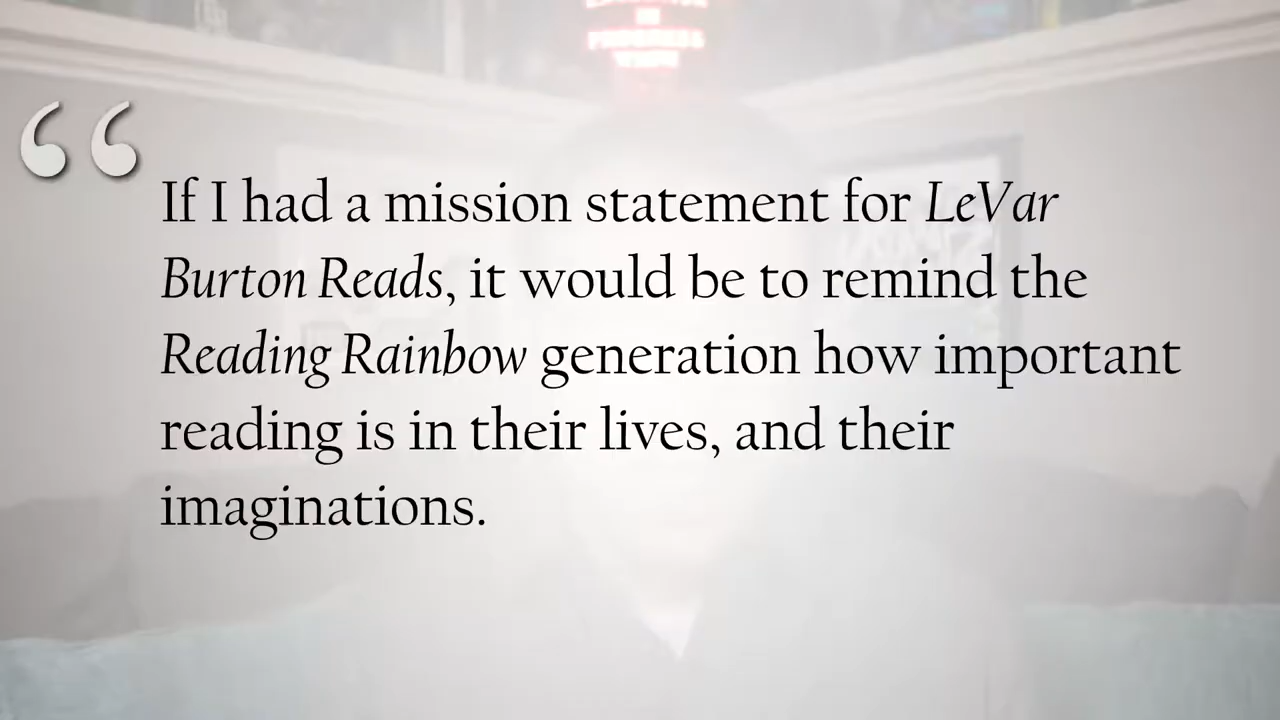 “
If I had a mission statement for LeVar
Burton Reads, it would be to remind the
Reading Rainbow generation how important
reading is in their lives, and their
imaginations.